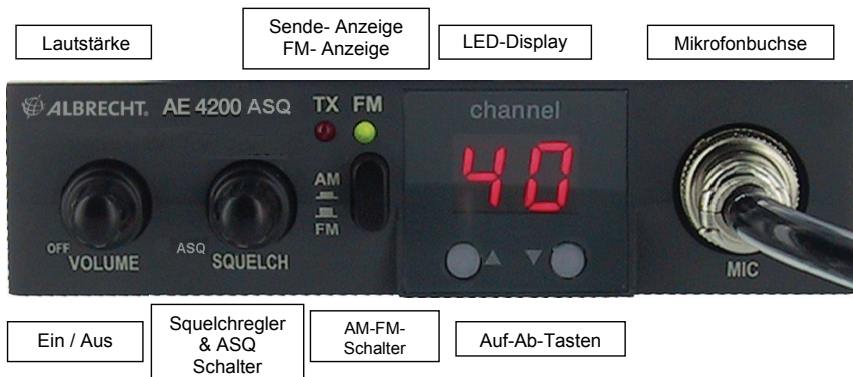 Lautstärke
Sende- Anzeige
FM- Anzeige
LED-Display
Mikrofonbuchse
ALBRECHT. AE 4200 ASQ
TX FM
channel
40
AM
FM
OFF VOLUME
ASQ SQUELCH
MIC
Ein / Aus
Squelchregler
& ASQ
Schalter
AM-FM-
Schalter
Auf-Ab-Tasten